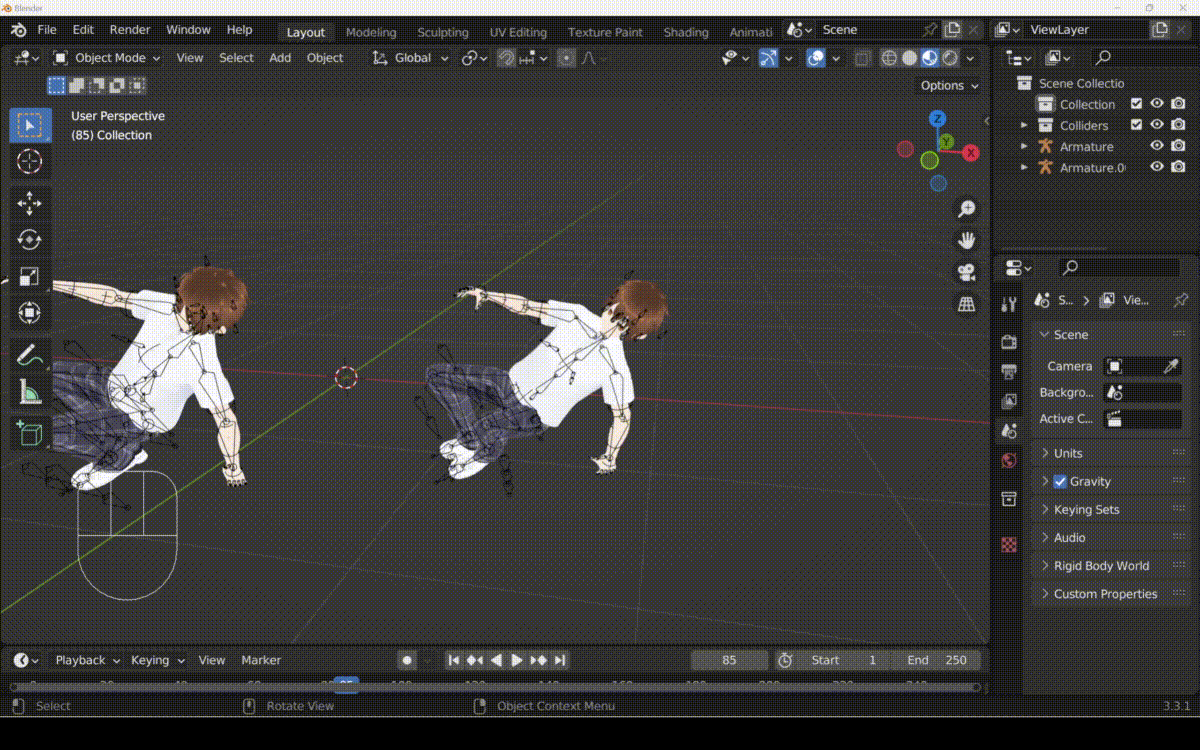 Blender
File Edit Render Window Help Layout Modeling Sculpting UV Editing Texture Paint Shading Animati Scene ViewLayer
Object Mode View Select Add Object Global
Options
User Perspective
(85) Collection
Z
Y
X
Scene Collectio
Collection
Colliders
Armature
Armature.0
S... Vie...
Scene
Camera
Backgro...
Active C...
Units
Gravity
Keying Sets
Audio
Rigid Body World
Custom Properties
Playback Keying View Marker 85 Start 1 End 250
85
Select Rotate View Object Context Menu 3.3.1